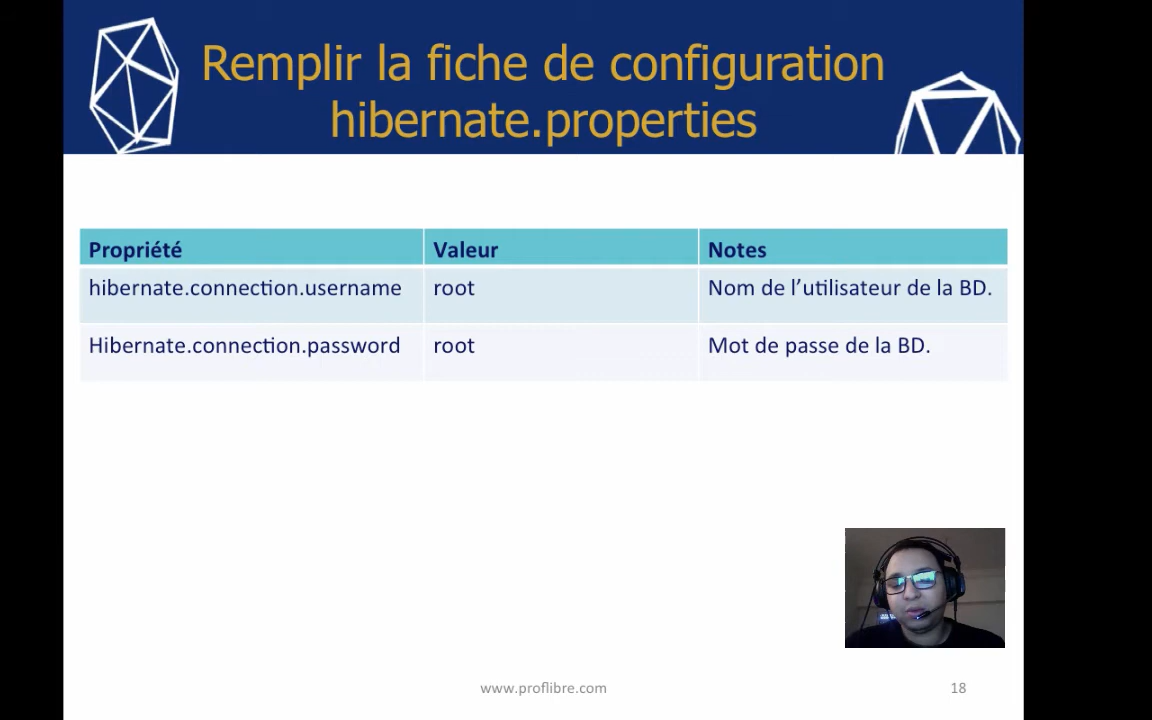 Remplir la fiche de configuration
hibernate.properties
Propriété Valeur Notes
hibernate.connection.username root Nom de l’utilisateur de la BD.
Hibernate.connection.password root Mot de passe de la BD.
www.proflibre.com 18